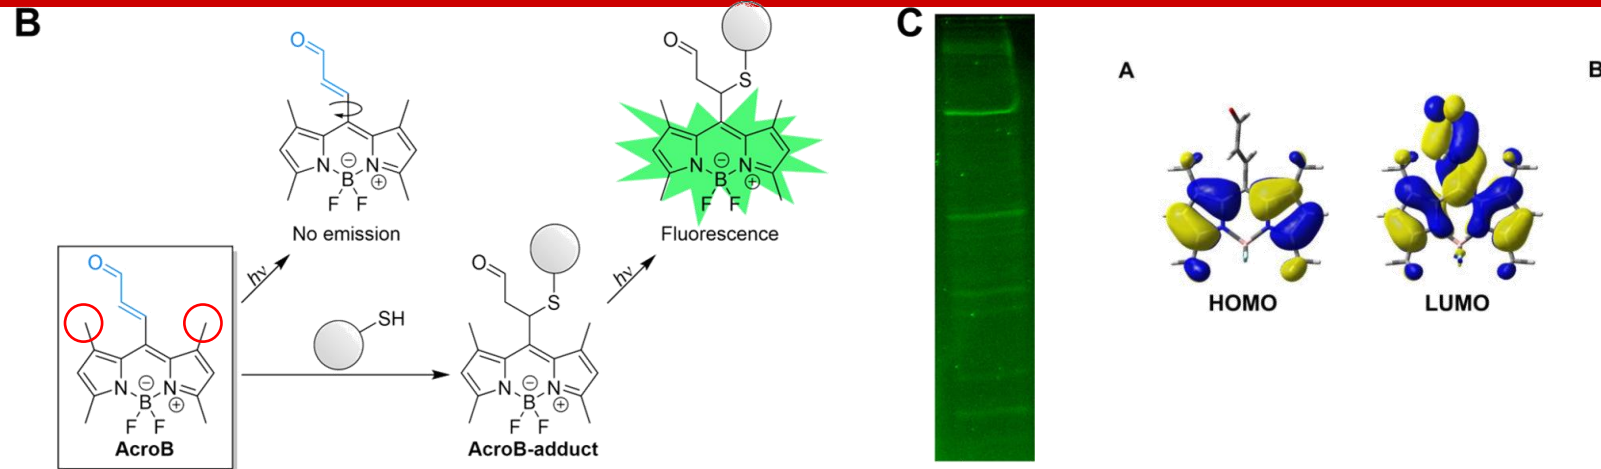 B
O
No emission
N
N
⊖
⊕
B
F F
hν
O
AcroB
N
N
⊖
⊕
B
F F
SH
O
S
N
N
⊖
⊕
B
F F
AcroB-adduct
hν
O
S
N
N
⊖
⊕
B
F F
Fluorescence
C
A
HOMO
LUMO
B